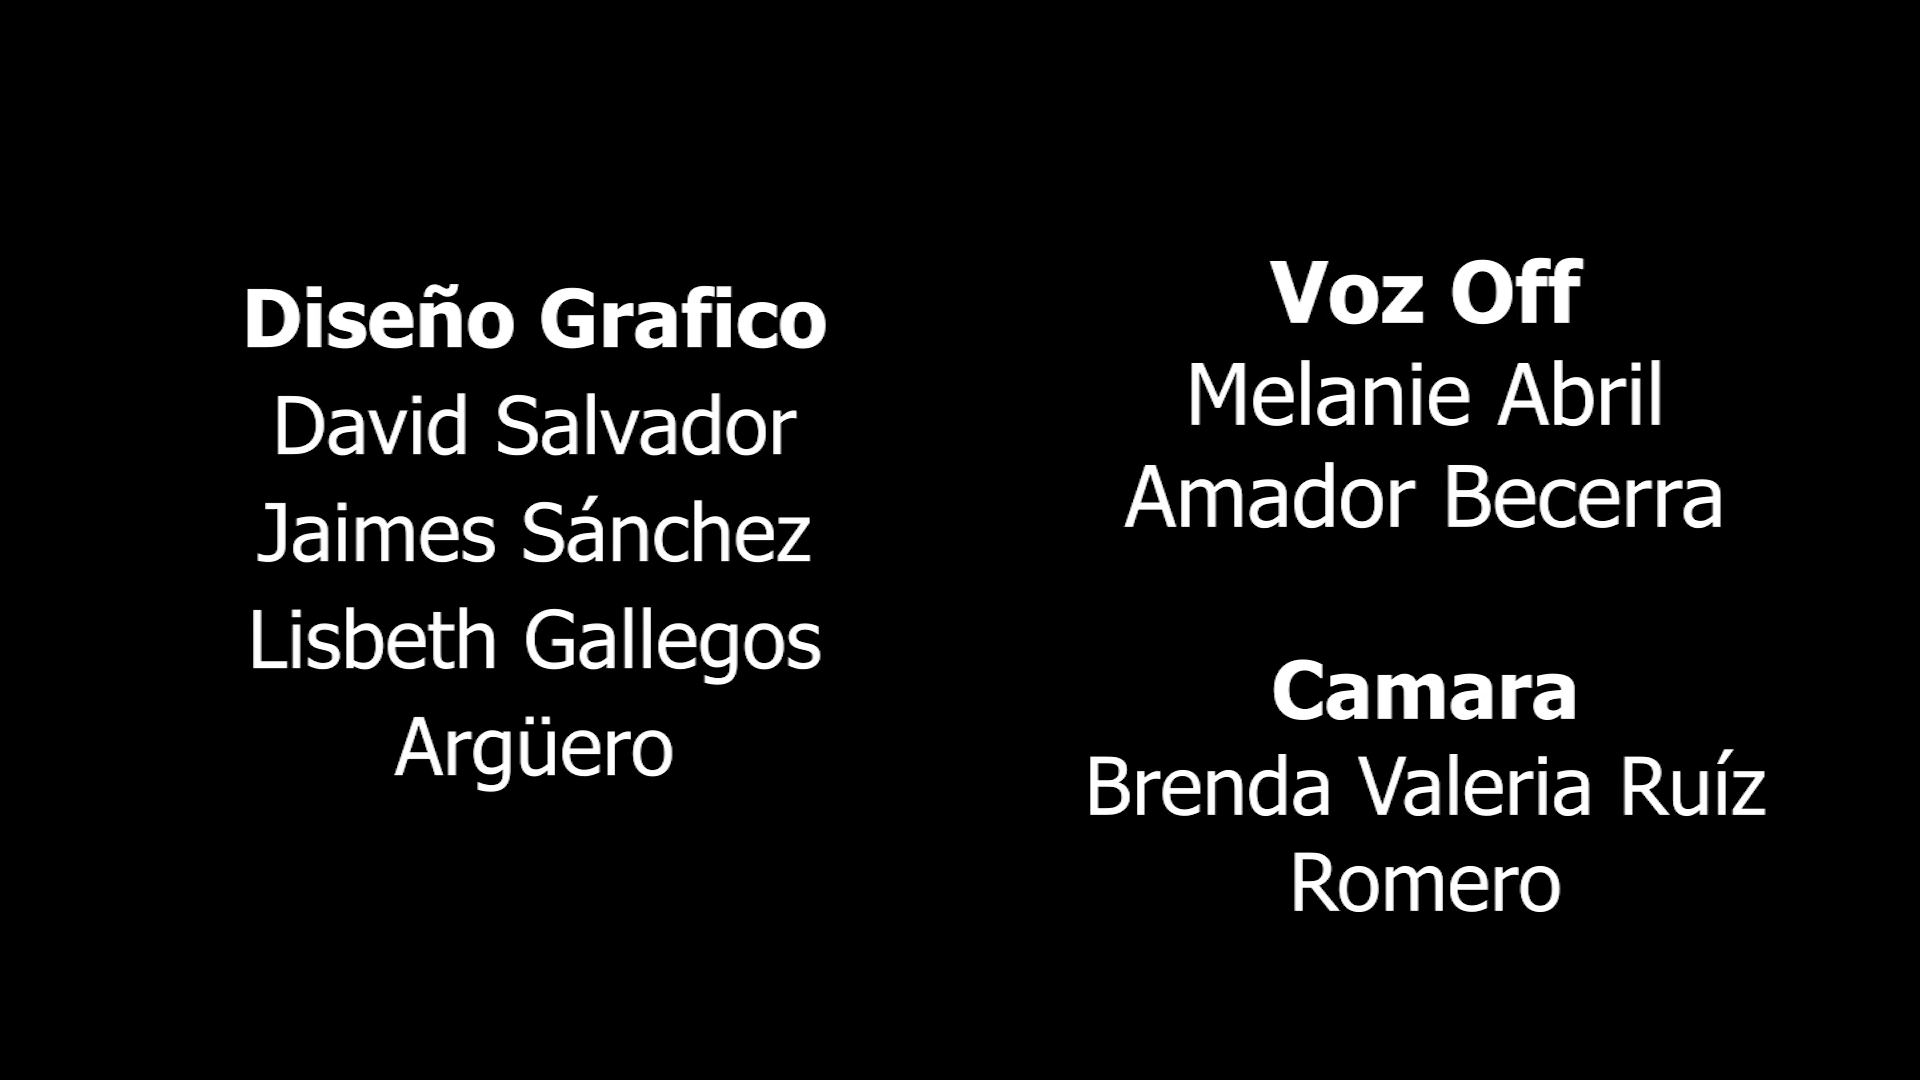 Diseño Grafico
David Salvador
Jaimes Sánchez
Lisbeth Gallegos
Argüero
Voz Off
Melanie Abril
Amador Becerra
Camara
Brenda Valeria Ruíz
Romero